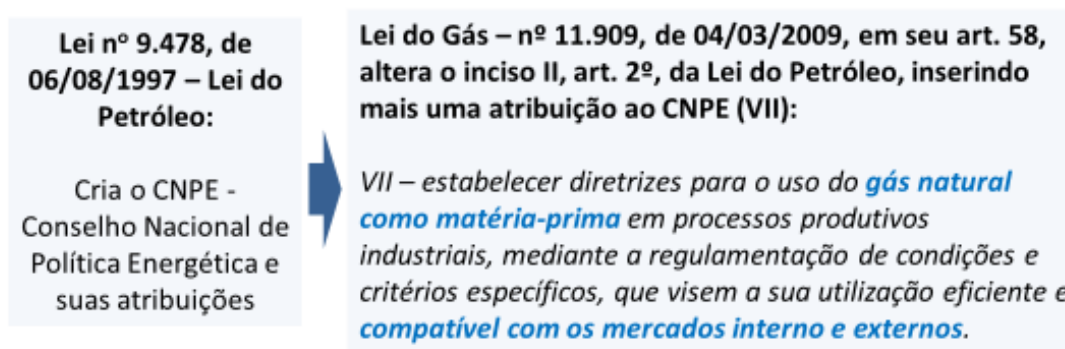 Lei nº 9.478, de
06/08/1997 – Lei do
Petróleo:
Cria o CNPE -
Conselho Nacional de
Política Energética e
suas atribuições
Lei do Gás – nº 11.909, de 04/03/2009, em seu art. 58,
altera o inciso II, art. 2º, da Lei do Petróleo, inserindo
mais uma atribuição ao CNPE (VII):
VII – estabelecer diretrizes para o uso do gás natural
como matéria-prima em processos produtivos
industriais, mediante a regulamentação de condições e
critérios específicos, que visem a sua utilização eficiente e
compatível com os mercados interno e externos.